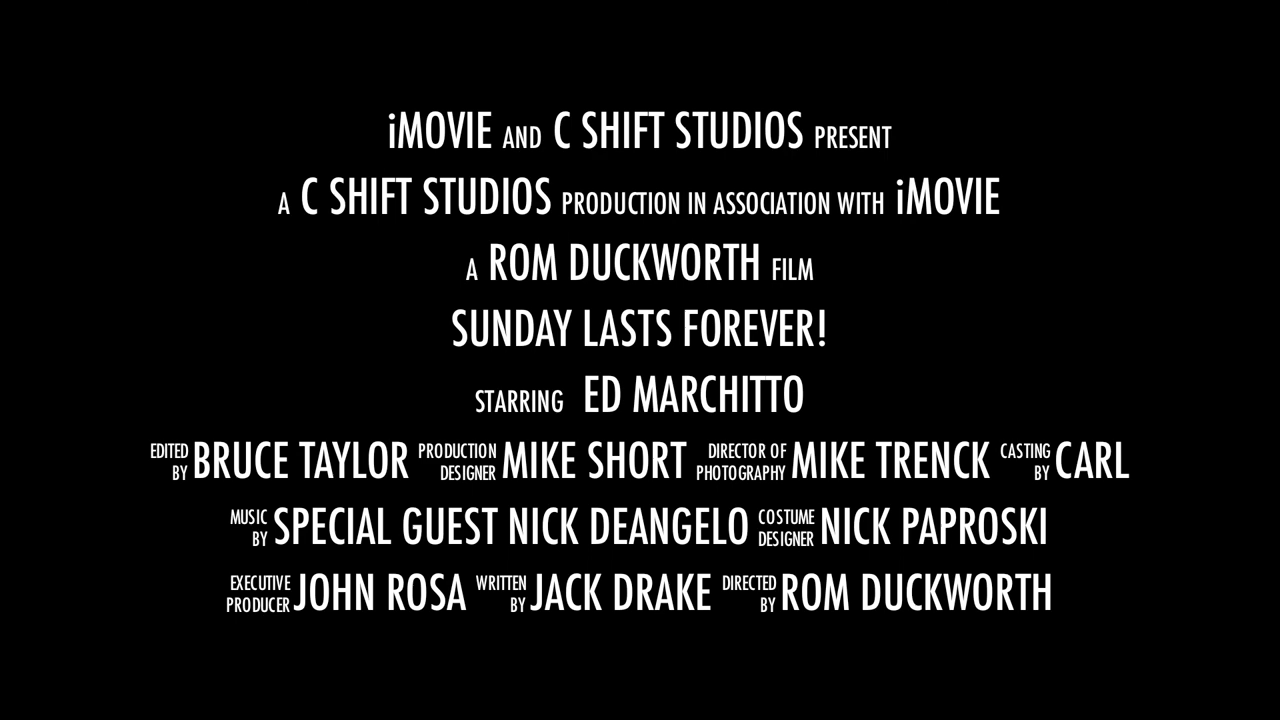 iMOVIE AND C SHIFT STUDIOS PRESENT
A C SHIFT STUDIOS PRODUCTION IN ASSOCIATION WITH iMOVIE
A ROM DUCKWORTH FILM
SUNDAY LASTS FOREVER!
STARRING ED MARCHITTO
EDITED BY BRUCE TAYLOR PRODUCTION DESIGNER MIKE SHORT DIRECTOR OF PHOTOGRAPHY MIKE TRENCK CASTING BY CARL
MUSIC BY SPECIAL GUEST NICK DEANGELO COSTUME DESIGNER NICK PAPROSKI
EXECUTIVE PRODUCER JOHN ROSA WRITTEN BY JACK DRAKE DIRECTED BY ROM DUCKWORTH